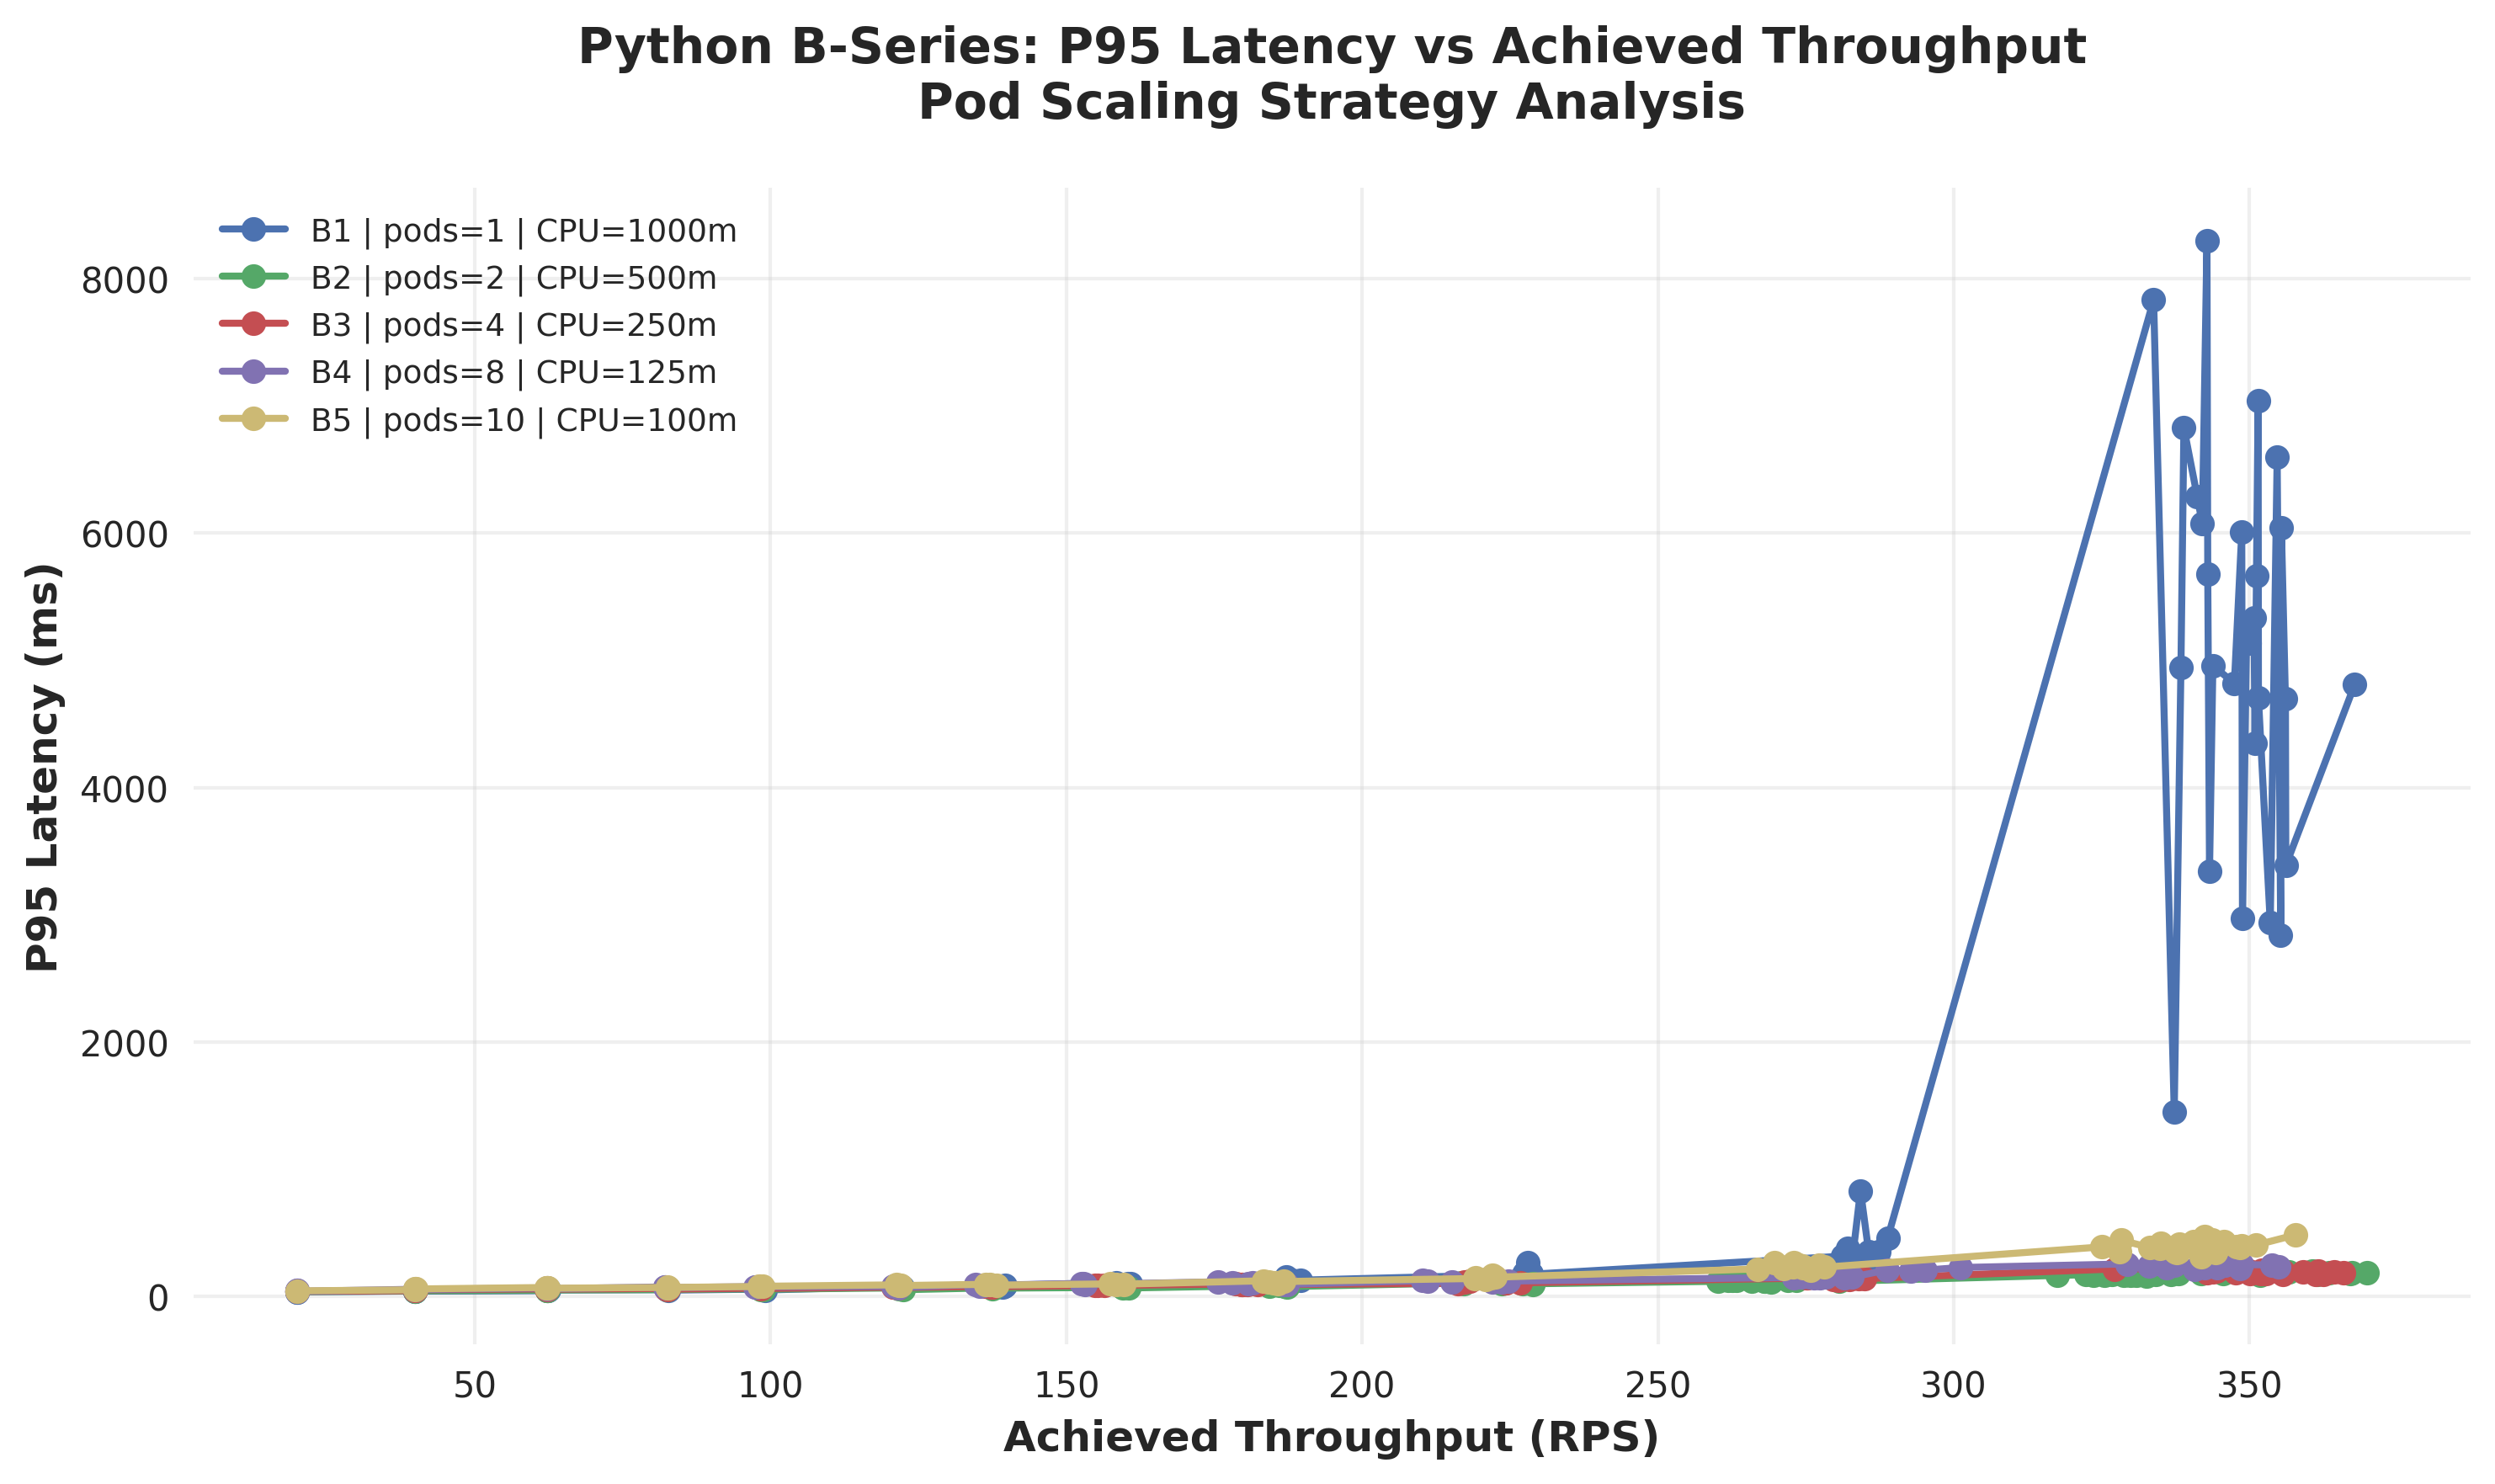 Python B-Series: P95 Latency vs Achieved Throughput
Pod Scaling Strategy Analysis
B1 | pods=1 | CPU=1000m
B2 | pods=2 | CPU=500m
B3 | pods=4 | CPU=250m
B4 | pods=8 | CPU=125m
B5 | pods=10 | CPU=100m
P95 Latency (ms)
8000
6000
4000
2000
0
50
100
150
200
250
300
350
Achieved Throughput (RPS)